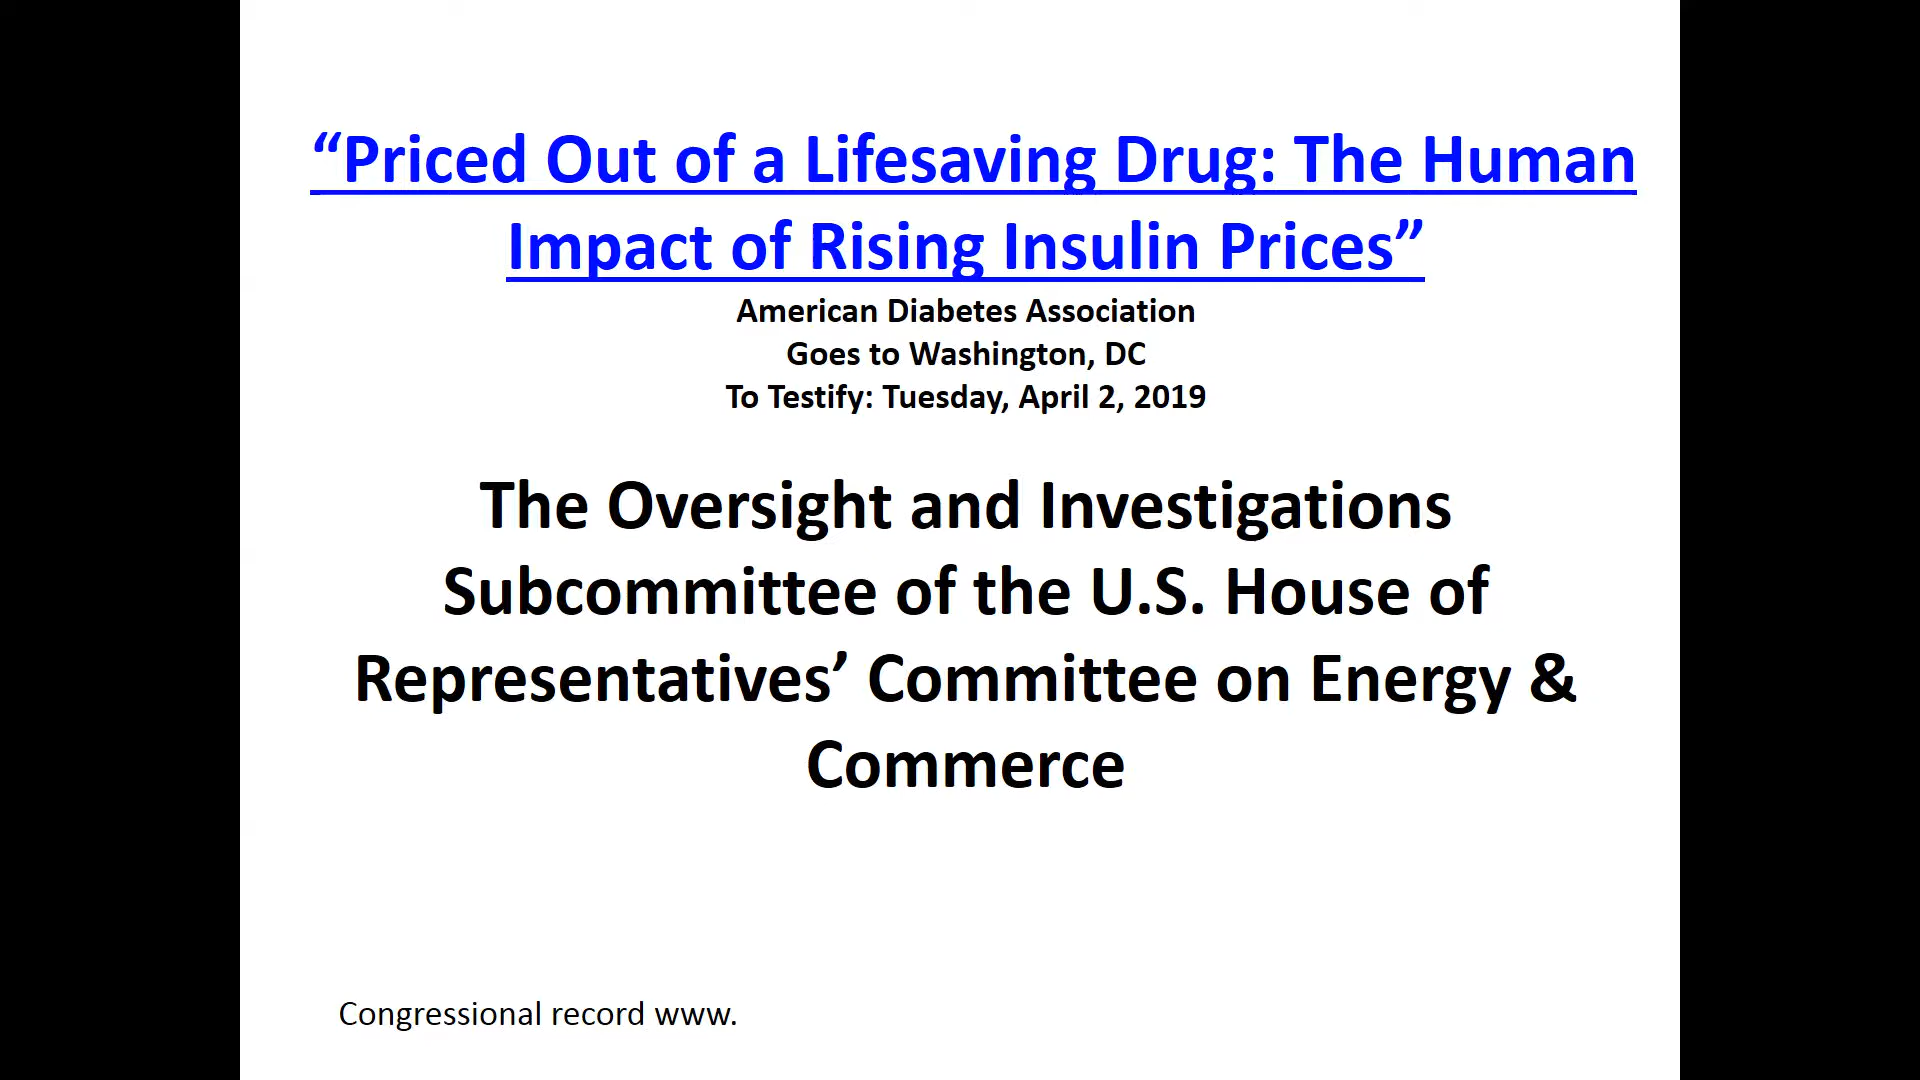 “Priced Out of a Lifesaving Drug: The Human
Impact of Rising Insulin Prices”
American Diabetes Association
Goes to Washington, DC
To Testify: Tuesday, April 2, 2019
The Oversight and Investigations
Subcommittee of the U.S. House of
Representatives’ Committee on Energy &
Commerce
Congressional record www.